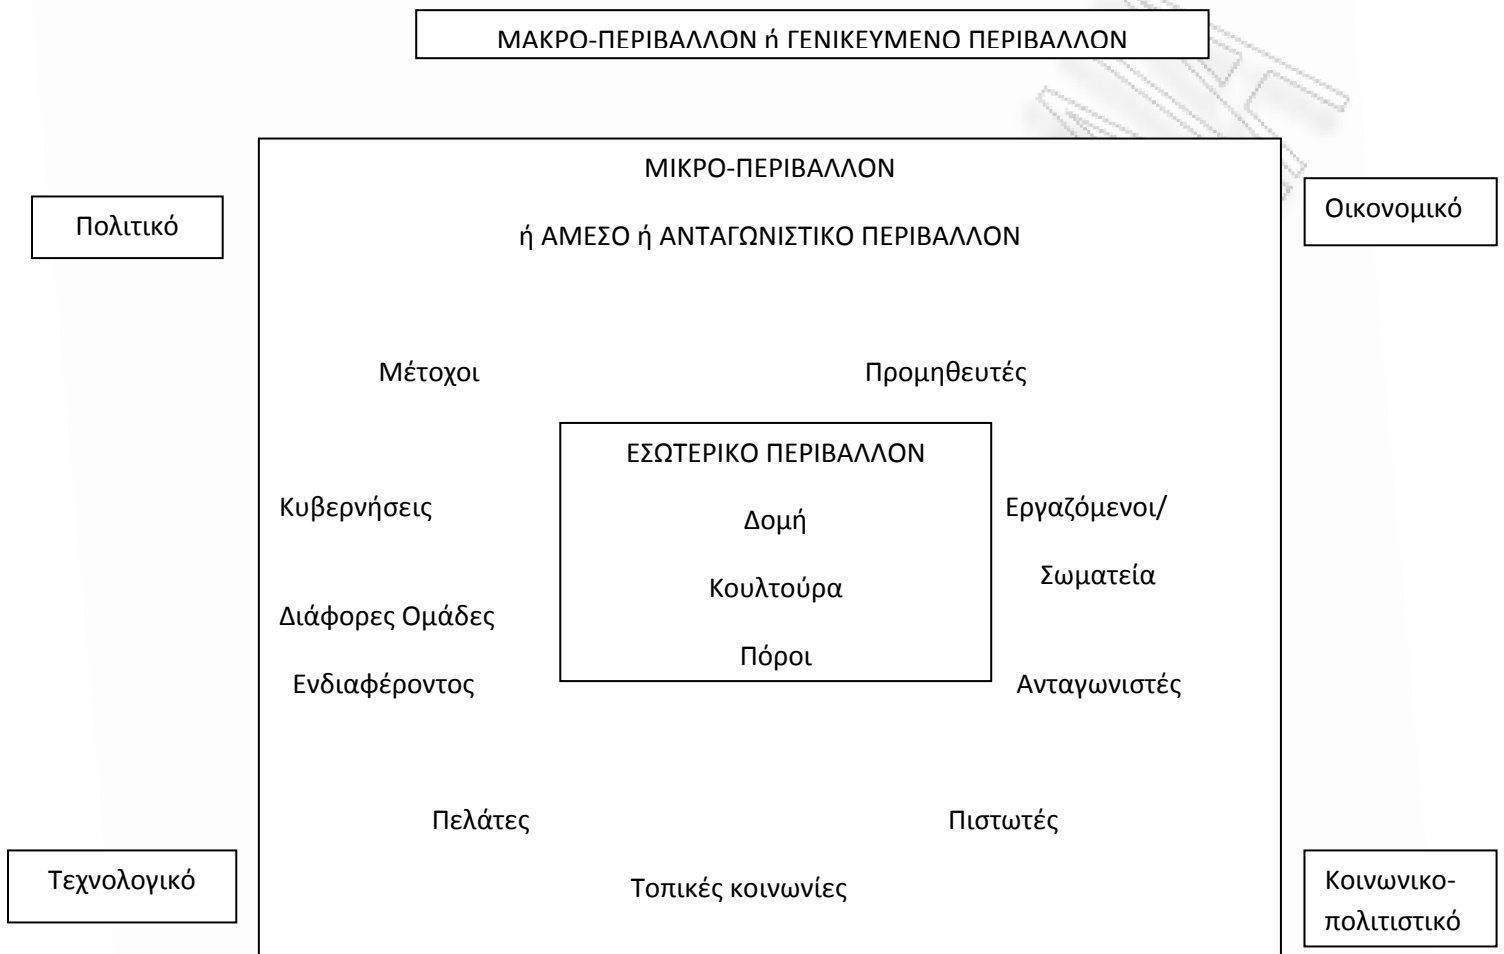 ΜΑΚΡΟ-ΠΕΡΙΒΑΛΛΟΝ ή ΓΕΝΙΚΕΥΜΕΝΟ ΠΕΡΙΒΑΛΛΟΝ
ΜΙΚΡΟ-ΠΕΡΙΒΑΛΛΟΝ
Πολιτικό
Οικονομικό
ή ΑΜΕΣΟ ή ΑΝΤΑΓΩΝΙΣΤΙΚΟ ΠΕΡΙΒΑΛΛΟΝ
Μέτοχοι
Προμηθευτές
ΕΣΩΤΕΡΙΚΟ ΠΕΡΙΒΑΛΛΟΝ
Δομή
Κουλτούρα
Πόροι
Κυβερνήσεις
Διάφορες Ομάδες
Ενδιαφέροντος
Εργαζόμενοι/
Σωματεία
Ανταγωνιστές
Πελάτες
Πιστωτές
Τοπικές κοινωνίες
Τεχνολογικό
Κοινωνικο-
πολιτιστικό